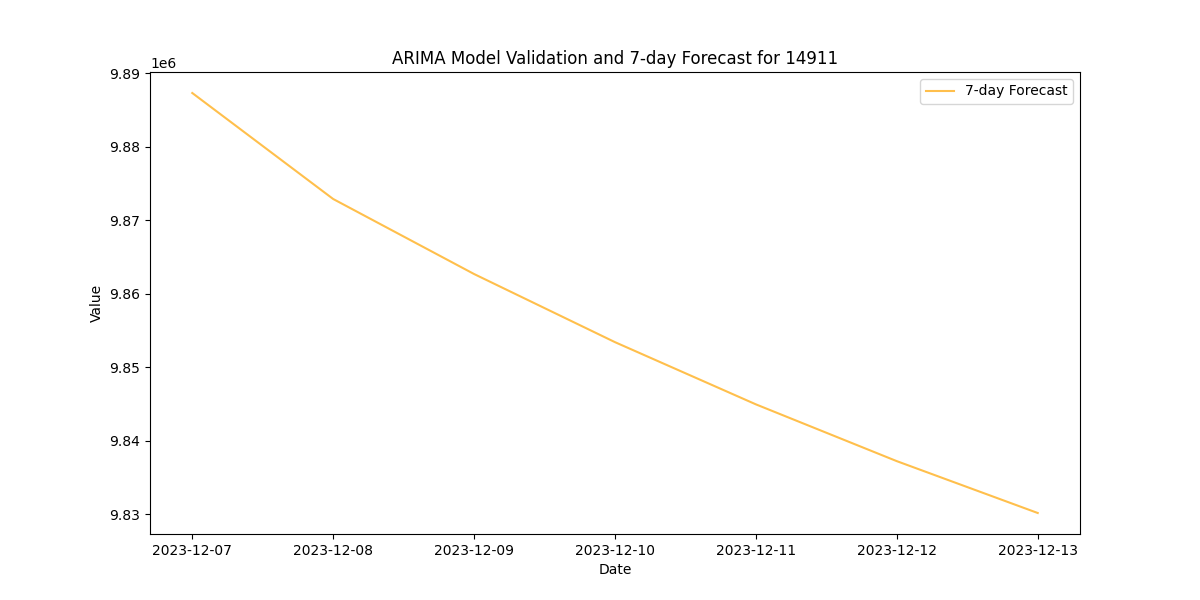 ARIMA Model Validation and 7-day Forecast for 14911
1e6
7-day Forecast
9.89
9.88
9.87
9.86
9.85
9.84
9.83
Value
2023-12-07 2023-12-08 2023-12-09 2023-12-10 2023-12-11 2023-12-12 2023-12-13
Date